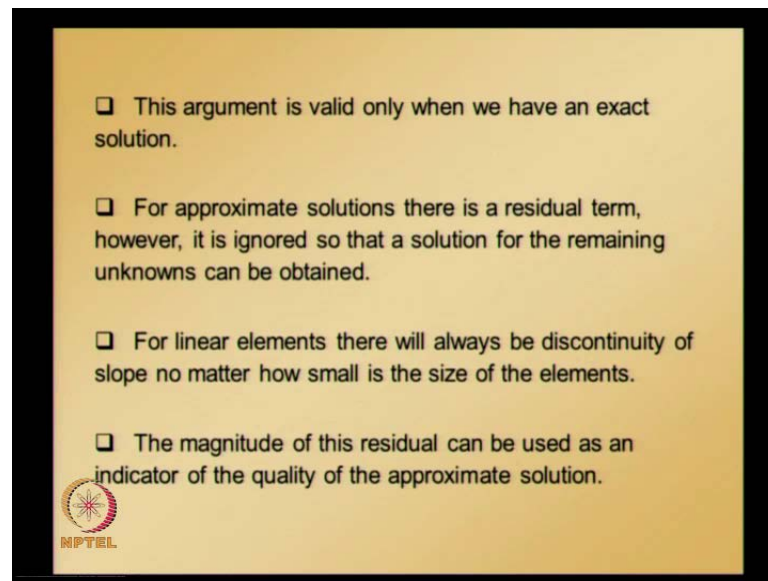 ❑ This argument is valid only when we have an exact
solution.
❑ For approximate solutions there is a residual term,
however, it is ignored so that a solution for the remaining
unknowns can be obtained.
❑ For linear elements there will always be discontinuity of
slope no matter how small is the size of the elements.
❑ The magnitude of this residual can be used as an
indicator of the quality of the approximate solution.
NPTEL